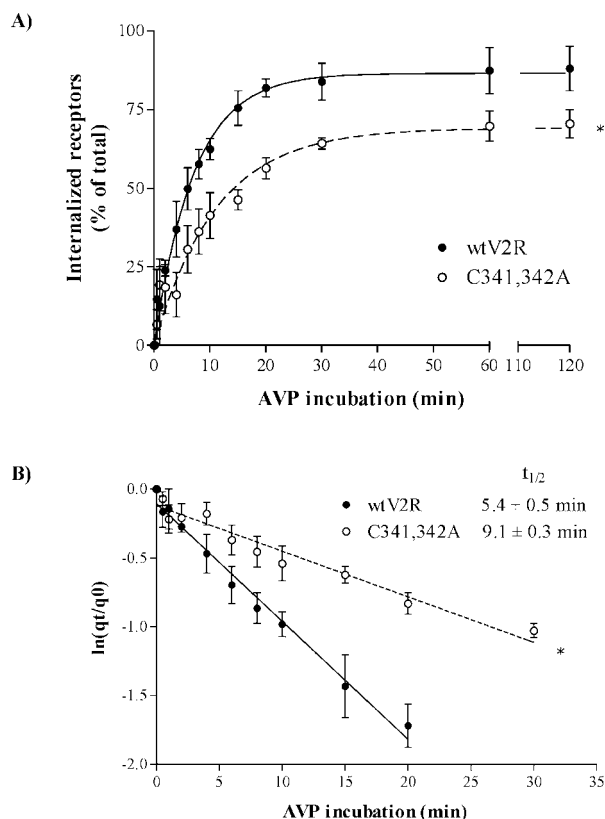 A)
Internalized receptors
(% of total)
100
75
50
25
0
wtV2R
C341,342A
*
0 10 20 30 40 50 60 110 120
AVP incubation (min)
B)
t1/2
wtV2R 5.4 ± 0.5 min
C341,342A 9.1 ± 0.3 min
ln(qt/q0)
0.0
-0.5
-1.0
-1.5
-2.0
*
0 5 10 15 20 25 30 35
AVP incubation (min)